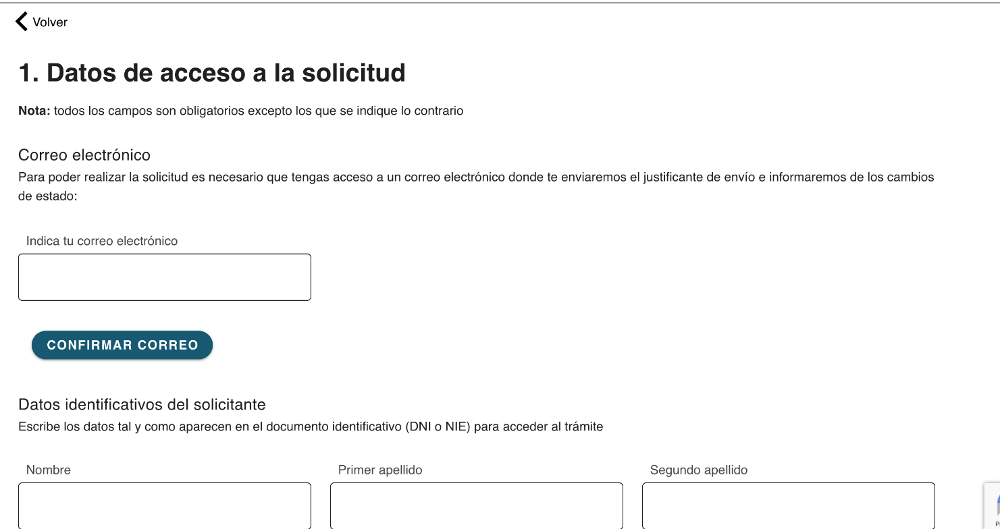 Volver
1. Datos de acceso a la solicitud
Nota: todos los campos son obligatorios excepto los que se indique lo contrario
Correo electrónico
Para poder realizar la solicitud es necesario que tengas acceso a un correo electrónico donde te enviaremos el justificante de envío e informaremos de los cambios
de estado:
Indica tu correo electrónico
CONFIRMAR CORREO
Datos identificativos del solicitante
Escribe los datos tal y como aparecen en el documento identificativo (DNI o NIE) para acceder al trámite
Nombre Primer apellido Segundo apellido